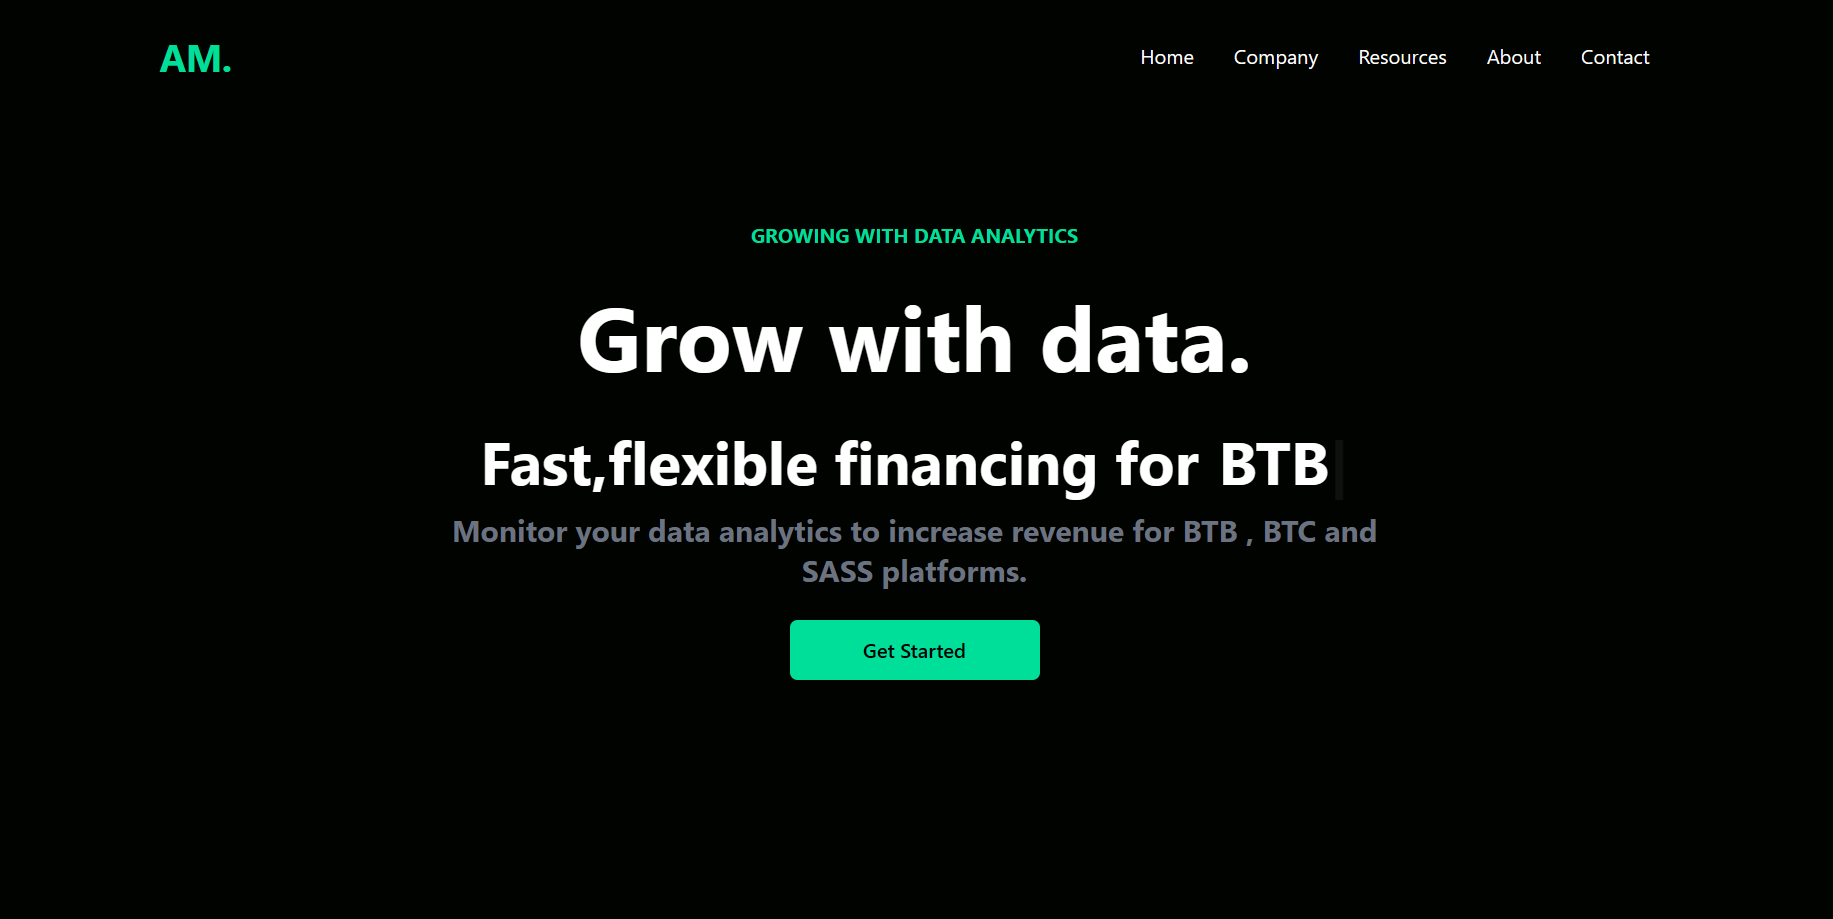 AM.
Home Company Resources About Contact
GROWING WITH DATA ANALYTICS
Grow with data.
Fast,flexible financing for BTB
Monitor your data analytics to increase revenue for BTB , BTC and
SASS platforms.
Get Started